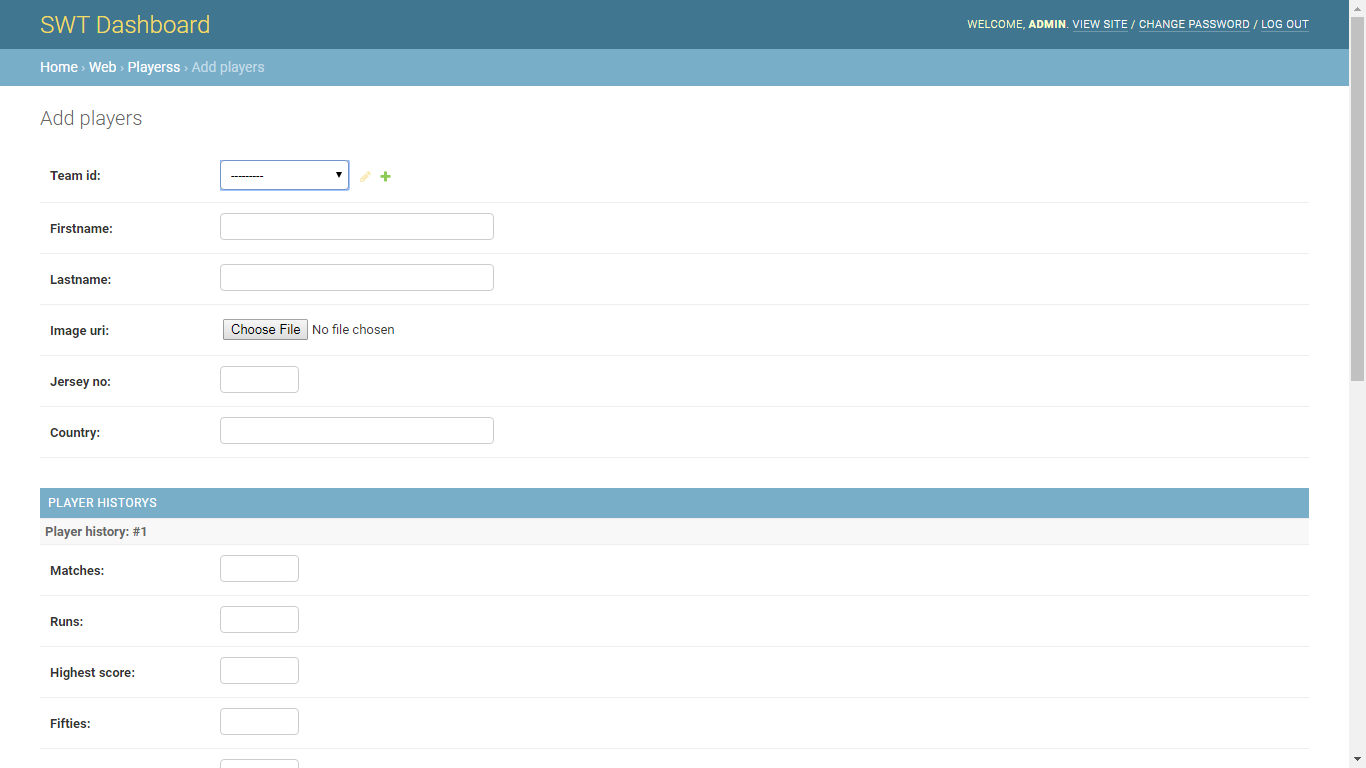 SWT Dashboard
WELCOME, ADMIN. VIEW SITE / CHANGE PASSWORD / LOG OUT
Home › Web › Playerss › Add players
Add players
Team id: ---------
Firstname:
Lastname:
Image uri: Choose File No file chosen
Jersey no:
Country:
PLAYER HISTORYS
Player history: #1
Matches:
Runs:
Highest score:
Fifties: